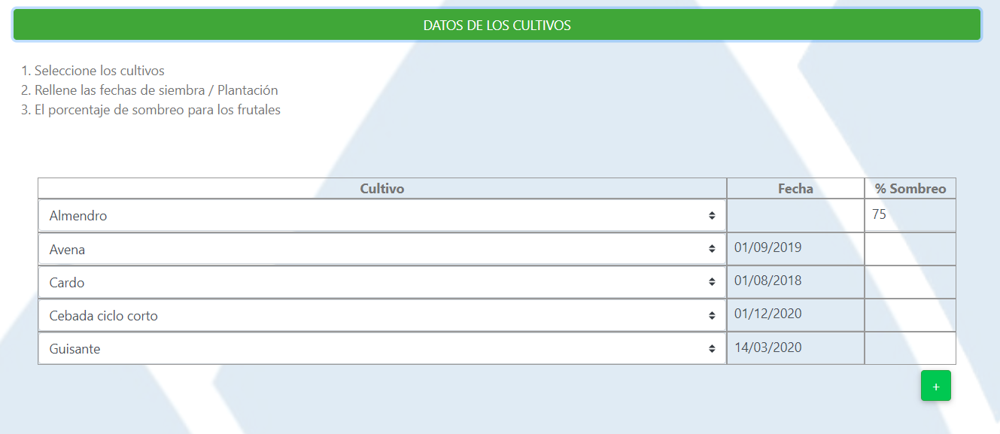 DATOS DE LOS CULTIVOS
1. Seleccione los cultivos
2. Rellene las fechas de siembra / Plantación
3. El porcentaje de sombreo para los frutales
Cultivo Fecha % Sombreo
Almendro 75
Avena 01/09/2019
Cardo 01/08/2018
Cebada ciclo corto 01/12/2020
Guisante 14/03/2020
+